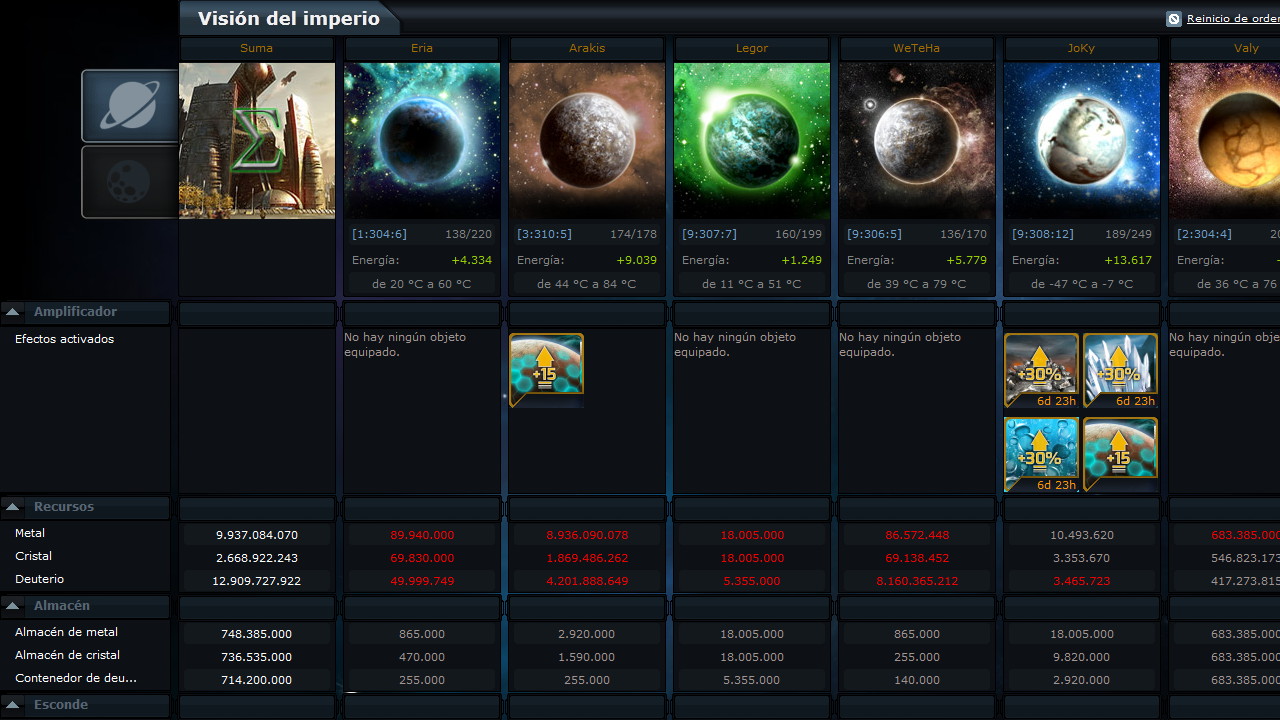 Visión del imperio
Reinicio de orden
Suma Eria Arakis Legor WeTeHa JoKy Valy
[1:304:6] 138/220 [3:310:5] 174/178 [9:307:7] 160/199 [9:306:5] 136/170 [9:308:12] 189/249 [2:304:4]
Energía: +4.334 Energía: +9.039 Energía: +1.249 Energía: +5.779 Energía: +13.617 Energía:
de 20 °C a 60 °C de 44 °C a 84 °C de 11 °C a 51 °C de 39 °C a 79 °C de -47 °C a -7 °C de 36 °C a 76
Amplificador
Efectos activados
No hay ningún objeto equipado.
+15
No hay ningún objeto equipado.
No hay ningún objeto equipado.
+30% 6d 23h +30% 6d 23h
+30% 6d 23h +15
No hay ningún obje
equipado.
Recursos
Metal 9.937.084.070 89.940.000 8.936.090.078 18.005.000 86.572.448 10.493.620 683.385.000
Cristal 2.668.922.243 69.830.000 1.869.486.262 18.005.000 69.138.452 3.353.670 546.823.173
Deuterio 12.909.727.922 49.999.749 4.201.888.649 5.355.000 8.160.365.212 3.465.723 417.273.815
Almacén
Almacén de metal 748.385.000 865.000 2.920.000 18.005.000 865.000 18.005.000 683.385.000
Almacén de cristal 736.535.000 470.000 1.590.000 18.005.000 255.000 9.820.000 683.385.000
Contenedor de deu... 714.200.000 255.000 255.000 5.355.000 140.000 2.920.000 683.385.000
Esconde